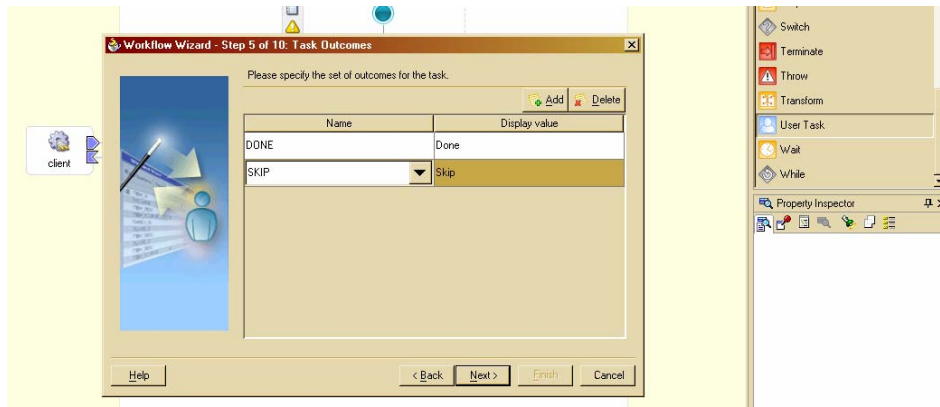 Switch
Workflow Wizard - Step 5 of 10: Task Outcomes
Terminate
Please specify the set of outcomes for the task.
Throw
Add Delete
Transform
Name Display value
User Task
DONE Done
Wait
client
SKIP Skip
While
Property Inspector
Help < Back Next > Finish Cancel